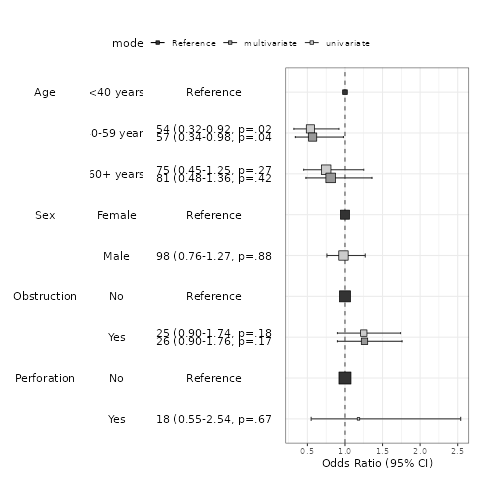 mode Reference multivariate univariate
Age <40 years Reference
0-59 year 54 (0.32-0.92, p=.02
57 (0.34-0.98, p=.04
60+ years 75 (0.45-1.25, p=.27
81 (0.48-1.36, p=.42
Sex Female Reference
Male 98 (0.76-1.27, p=.88
Obstruction No Reference
Yes 25 (0.90-1.74, p=.18
26 (0.90-1.76, p=.17
Perforation No Reference
Yes 18 (0.55-2.54, p=.67
0.5 1.0 1.5 2.0 2.5
Odds Ratio (95% CI)